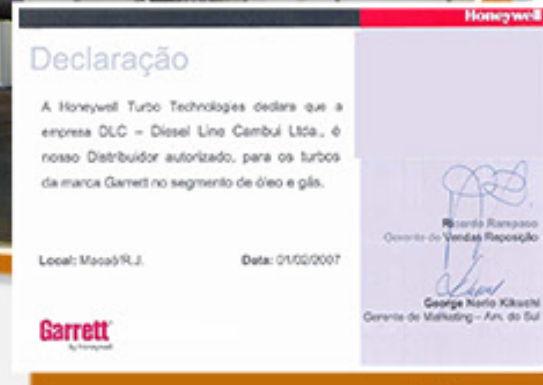 Honeywell
Declaração
A Honeywell Turbo Technologies declara que a
empresa DLC – Diesel Line Cambui Ltda., é
nosso Distribuidor autorizado, para os turbos
da marca Garrett no segmento de óleo e gás.
Ricardo Rampaso
Gerente de Vendas Reposição
Local: Macaé/R.J.
Data: 01/02/2007
George Norio Kikuchi
Gerente de Marketing – Am. do Sul
Garrett
by Honeywell